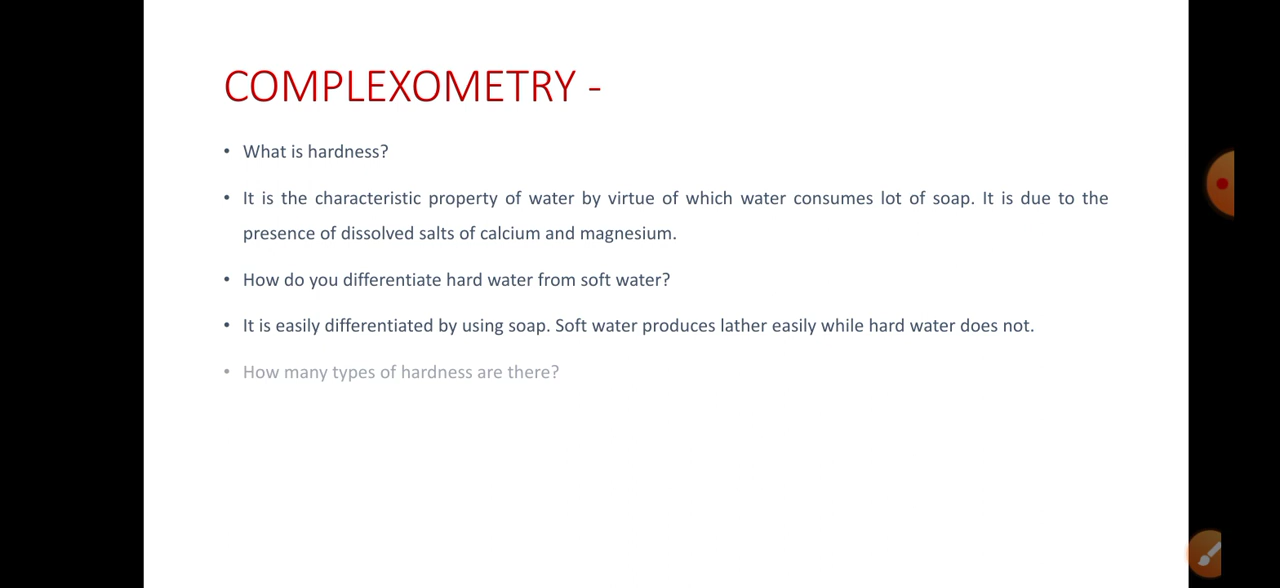 COMPLEXOMETRY -
• What is hardness?
• It is the characteristic property of water by virtue of which water consumes lot of soap. It is due to the
presence of dissolved salts of calcium and magnesium.
• How do you differentiate hard water from soft water?
• It is easily differentiated by using soap. Soft water produces lather easily while hard water does not.
• How many types of hardness are there?